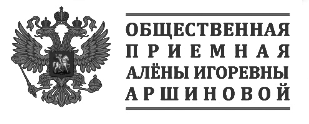 ОБЩЕСТВЕННАЯ
ПРИЕМНАЯ
АЛЁНЫ ИГОРЕВНЫ
АРШИНОВОЙ